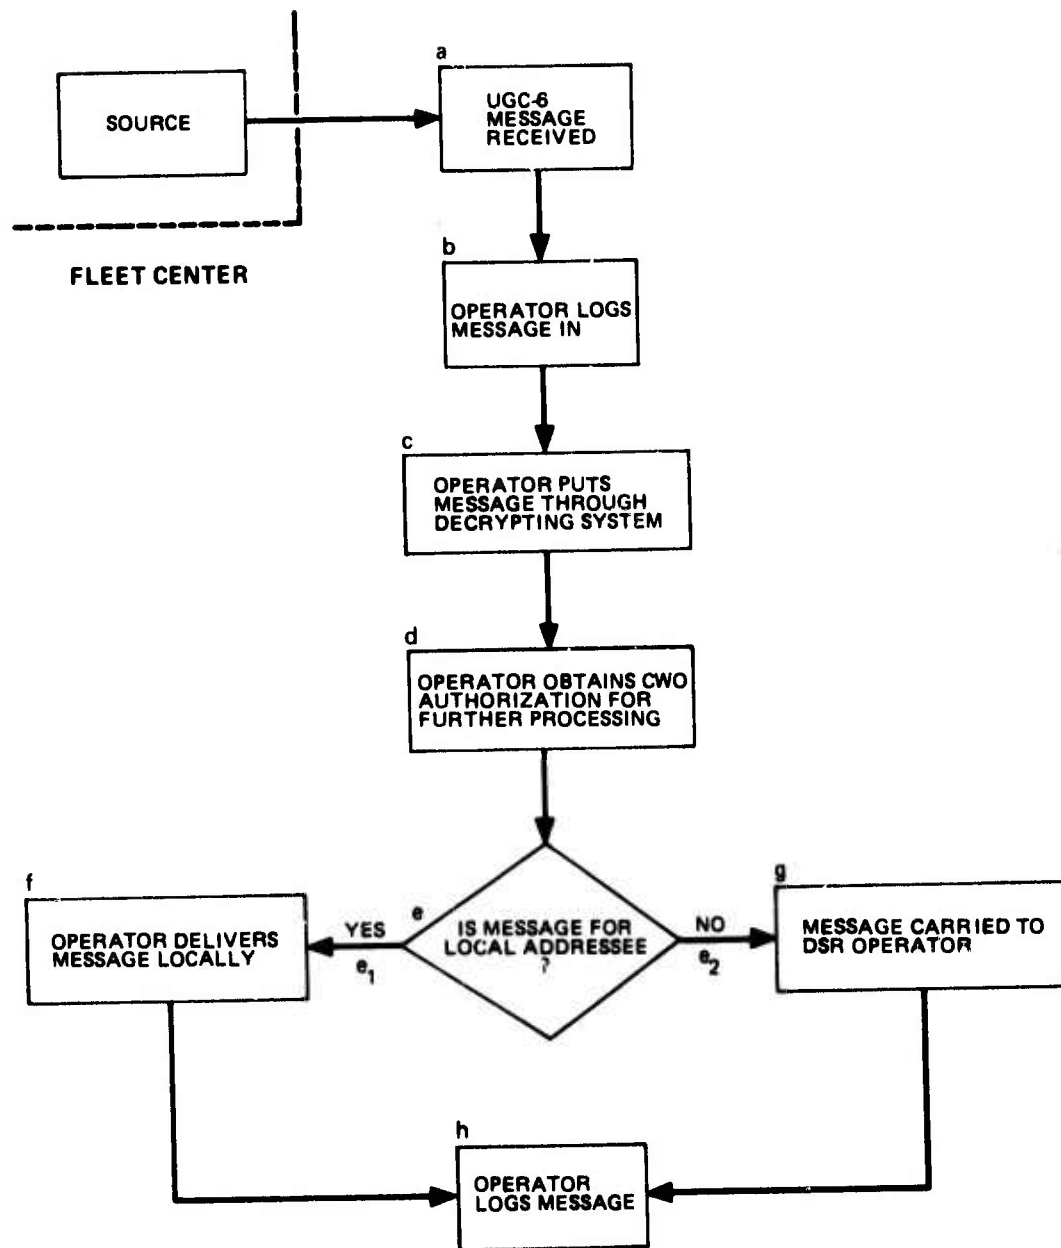 SOURCE
a
UGC-6
MESSAGE
RECEIVED
FLEET CENTER
b
OPERATOR LOGS
MESSAGE IN
c
OPERATOR PUTS
MESSAGE THROUGH
DECRYPTING SYSTEM
d
OPERATOR OBTAINS CWO
AUTHORIZATION FOR
FURTHER PROCESSING
e
IS MESSAGE FOR
LOCAL ADDRESSEE
?
YES
e1
NO
e2
f
OPERATOR DELIVERS
MESSAGE LOCALLY
g
MESSAGE CARRIED TO
DSR OPERATOR
h
OPERATOR
LOGS MESSAGE